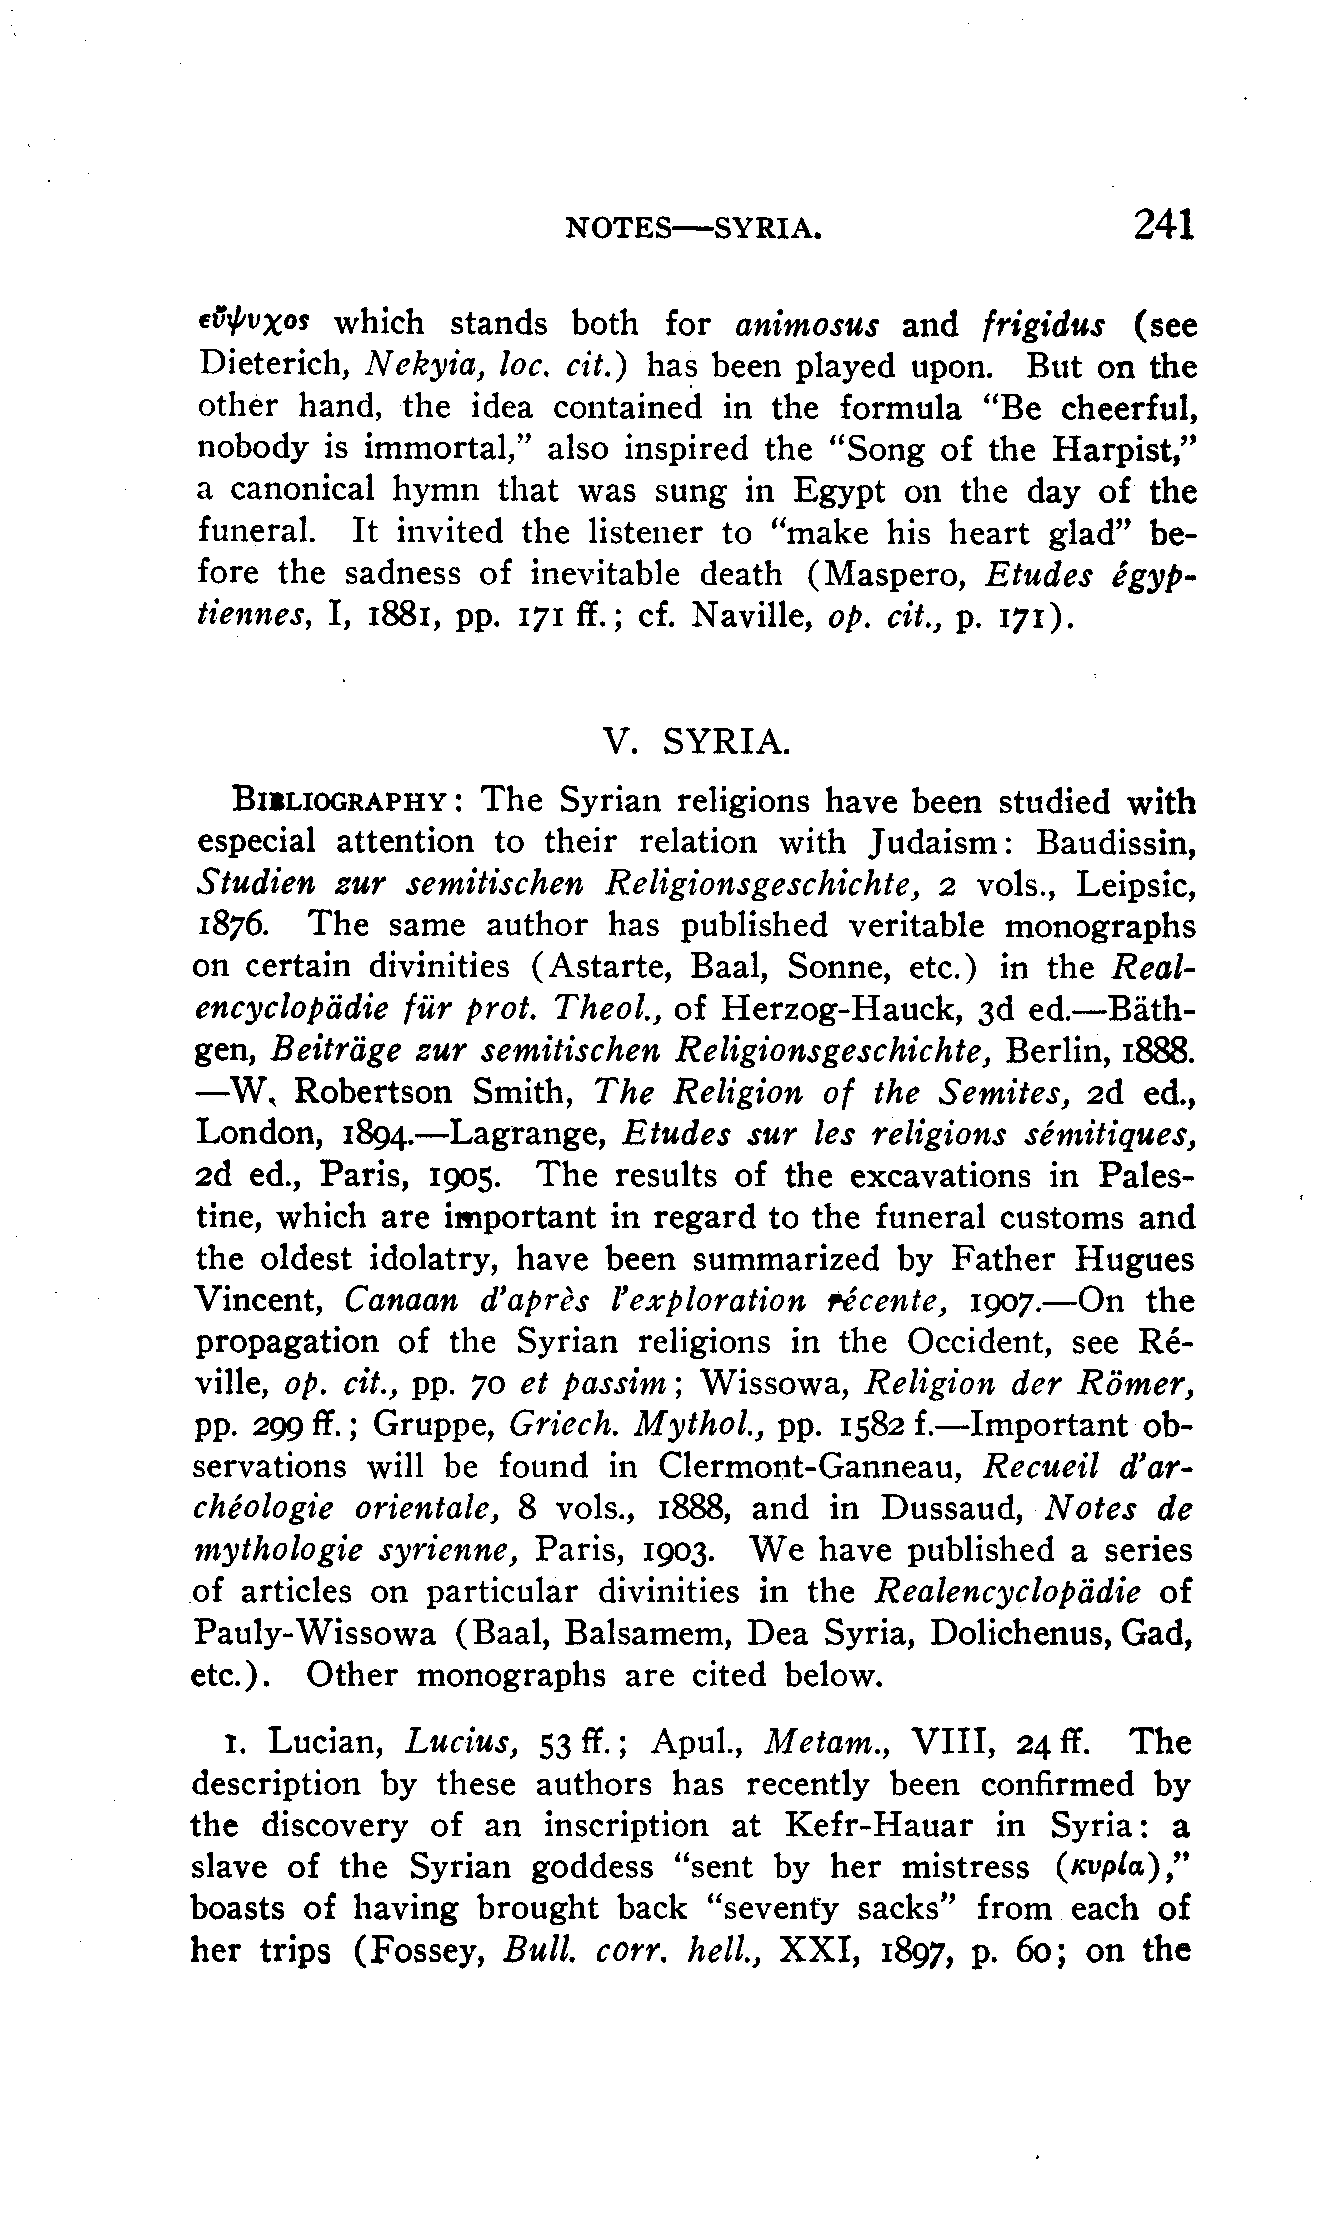 NOTES—SYRIA. 241
εὔψυχος which stands both for animosus and frigidus (see
Dieterich, Nekyia, loc. cit.) has been played upon. But on the
other hand, the idea contained in the formula “Be cheerful,
nobody is immortal,” also inspired the “Song of the Harpist,”
a canonical hymn that was sung in Egypt on the day of the
funeral. It invited the listener to “make his heart glad” be-
fore the sadness of inevitable death (Maspero, Etudes égyp-
tiennes, I, 1881, pp. 171 ff.; cf. Naville, op. cit., p. 171).
V. SYRIA.
BIBLIOGRAPHY: The Syrian religions have been studied with
especial attention to their relation with Judaism: Baudissin,
Studien zur semitischen Religionsgeschichte, 2 vols., Leipsic,
1876. The same author has published veritable monographs
on certain divinities (Astarte, Baal, Sonne, etc.) in the Real-
encyclopädie für prot. Theol., of Herzog-Hauck, 3d ed.—Bäth-
gen, Beiträge zur semitischen Religionsgeschichte, Berlin, 1888.
—W. Robertson Smith, The Religion of the Semites, 2d ed.,
London, 1894.—Lagrange, Etudes sur les religions sémitiques,
2d ed., Paris, 1905. The results of the excavations in Pales-
tine, which are important in regard to the funeral customs and
the oldest idolatry, have been summarized by Father Hugues
Vincent, Canaan d’après l’exploration récente, 1907.—On the
propagation of the Syrian religions in the Occident, see Ré-
ville, op. cit., pp. 70 et passim; Wissowa, Religion der Römer,
pp. 299 ff.; Gruppe, Griech. Mythol., pp. 1582 f.—Important ob-
servations will be found in Clermont-Ganneau, Recueil d’ar-
chéologie orientale, 8 vols., 1888, and in Dussaud, Notes de
mythologie syrienne, Paris, 1903. We have published a series
of articles on particular divinities in the Realencyclopädie of
Pauly-Wissowa (Baal, Balsamem, Dea Syria, Dolichenus, Gad,
etc.). Other monographs are cited below.
1. Lucian, Lucius, 53 ff.; Apul., Metam., VIII, 24 ff. The
description by these authors has recently been confirmed by
the discovery of an inscription at Kefr-Hauar in Syria: a
slave of the Syrian goddess “sent by her mistress (κυρία),”
boasts of having brought back “seventy sacks” from each of
her trips (Fossey, Bull. corr. hell., XXI, 1897, p. 60; on the